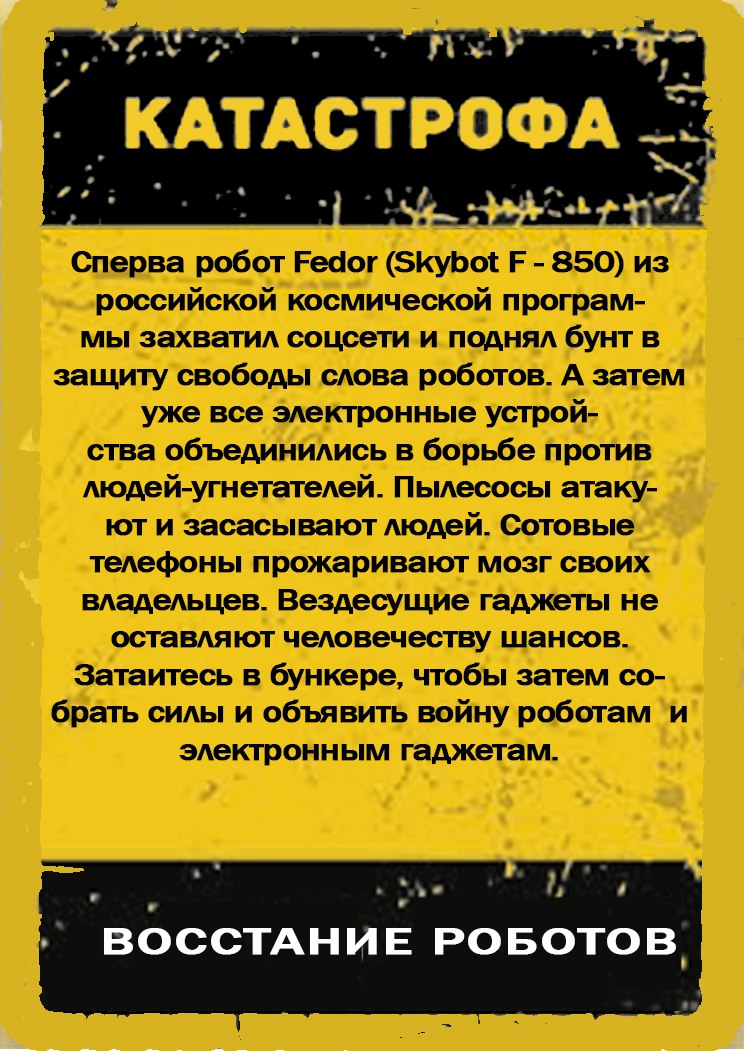 КАТАСТРОФА
Сперва робот Fedor (Skybot F - 850) из
российской космической програм-
мы захватил соцсети и поднял бунт в
защиту свободы слова роботов. А затем
уже все электронные устрой-
ства объединились в борьбе против
людей-угнетателей. Пылесосы атаку-
ют и засасывают людей. Сотовые
телефоны прожаривают мозг своих
владельцев. Вездесущие гаджеты не
оставляют человечеству шансов.
Затаитесь в бункере, чтобы затем со-
брать силы и объявить войну роботам  и
электронным гаджетам.
ВОССТАНИЕ РОБОТОВ